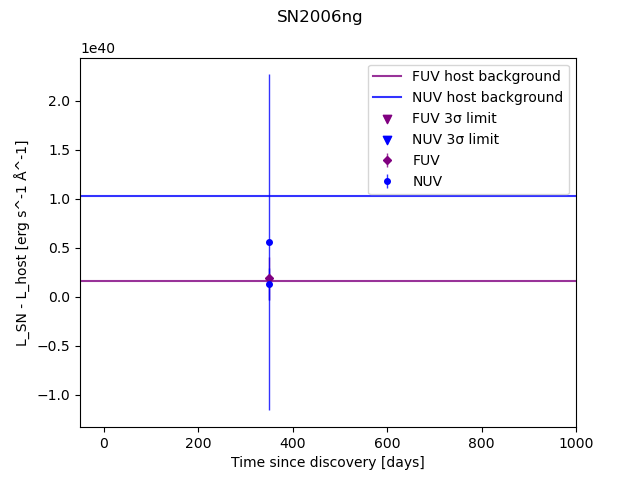 SN2006ng
1e40
FUV host background
NUV host background
FUV 3σ limit
NUV 3σ limit
FUV
NUV
2.0
1.5
1.0
0.5
0.0
−0.5
−1.0
L_SN - L_host [erg s^-1 Å^-1]
0 200 400 600 800 1000
Time since discovery [days]